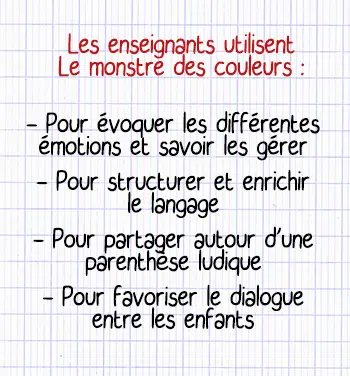 Les enseignants utilisent
Le monstre des couleurs :
- Pour évoquer les différentes
émotions et savoir les gérer
- Pour structurer et enrichir
le langage
- Pour partager autour d'une
parenthèse ludique
- Pour favoriser le dialogue
entre les enfants